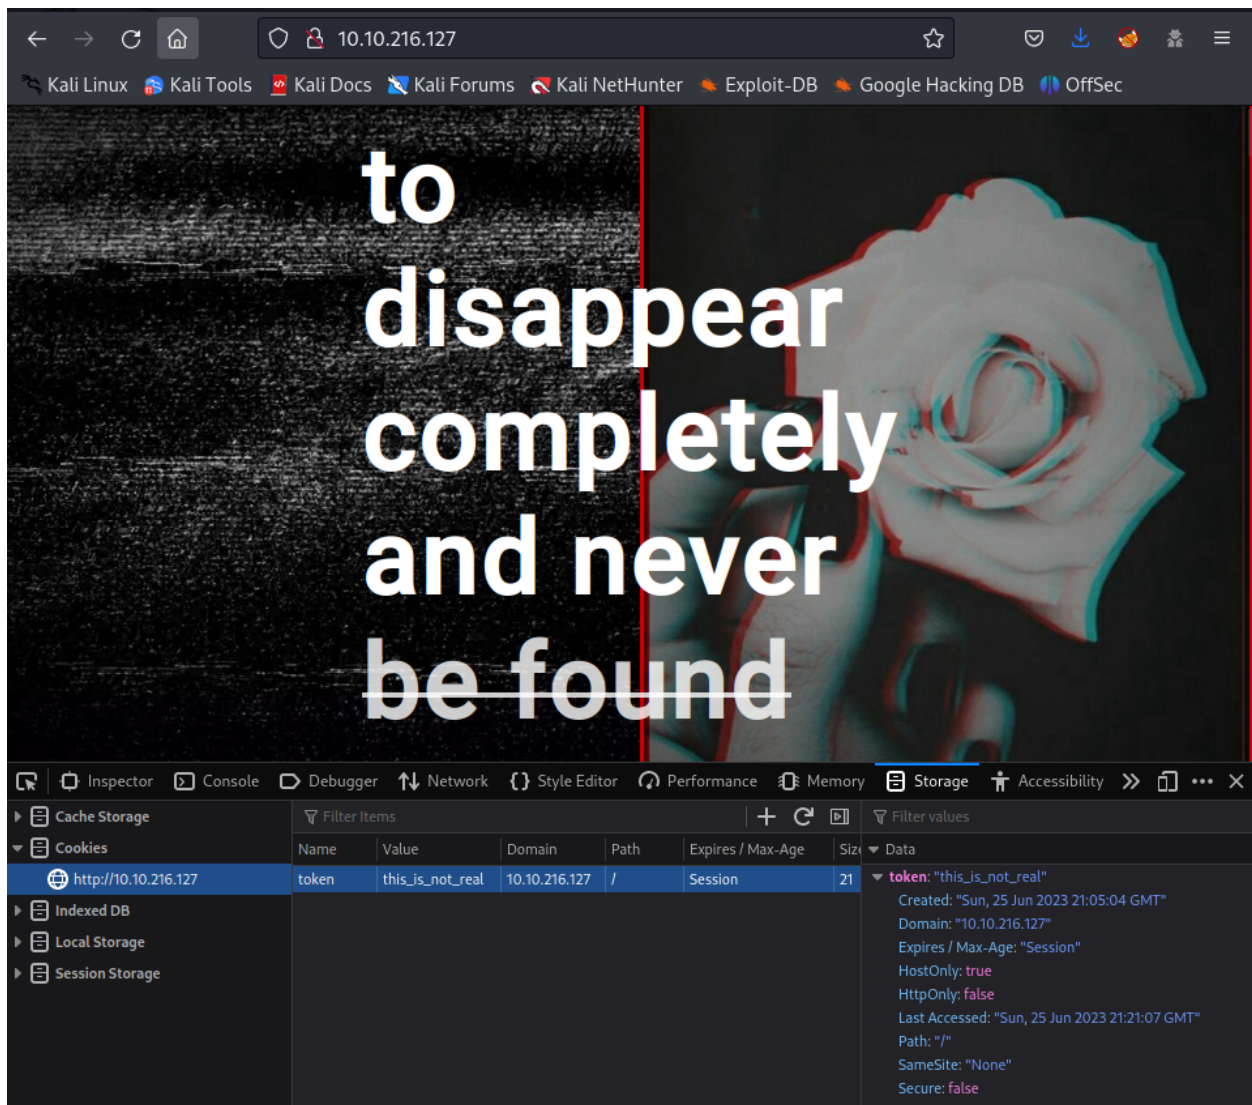 10.10.216.127
Kali Linux Kali Tools Kali Docs Kali Forums Kali NetHunter Exploit-DB Google Hacking DB OffSec
to
disappear
completely
and never
be found
Inspector Console Debugger Network Style Editor Performance Memory Storage Accessibility
Cache Storage
Cookies
http://10.10.216.127
Indexed DB
Local Storage
Session Storage
Filter Items
Name Value Domain Path Expires / Max-Age Siz
token this_is_not_real 10.10.216.127 / Session 21
Filter values
Data
token: "this_is_not_real"
Created: "Sun, 25 Jun 2023 21:05:04 GMT"
Domain: "10.10.216.127"
Expires / Max-Age: "Session"
HostOnly: true
HttpOnly: false
Last Accessed: "Sun, 25 Jun 2023 21:21:07 GMT"
Path: "/"
SameSite: "None"
Secure: false